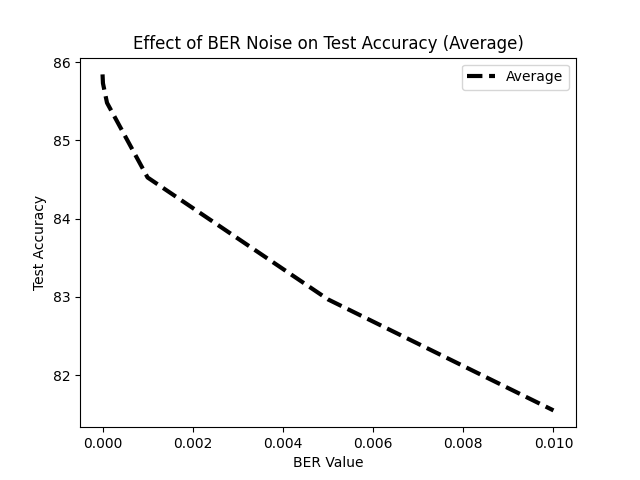 Effect of BER Noise on Test Accuracy (Average)
Average
86
85
84
83
82
Test Accuracy
0.000 0.002 0.004 0.006 0.008 0.010
BER Value